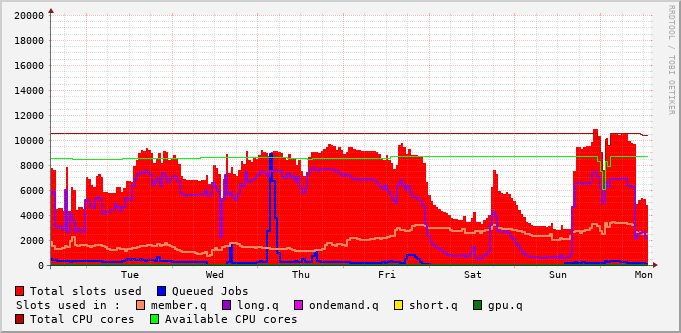 20000
18000
16000
14000
12000
10000
8000
6000
4000
2000
0
Tue Wed Thu Fri Sat Sun Mon
RRDTOOL / TOBI OETIKER
Total slots used Queued Jobs
Slots used in : member.q long.q ondemand.q short.q gpu.q
Total CPU cores Available CPU cores